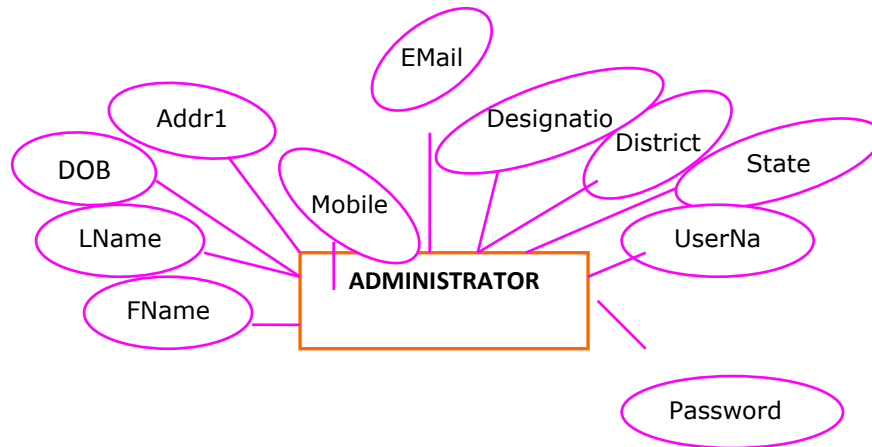 EMail
Addr1
Designatio
District
DOB
State
Mobile
LName
UserNa
ADMINISTRATOR
FName
Password